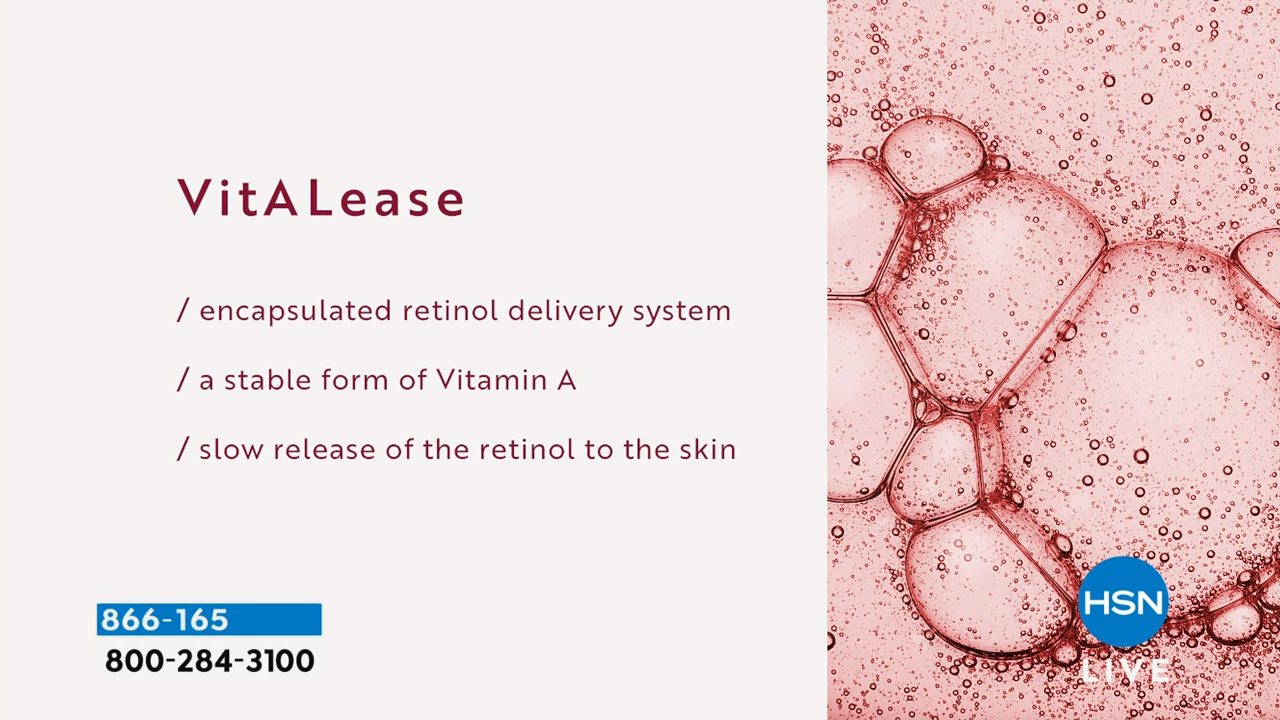 VitALease
/ encapsulated retinol delivery system
/ a stable form of Vitamin A
/ slow release of the retinol to the skin
866-165
800-284-3100
HSN
LIVE